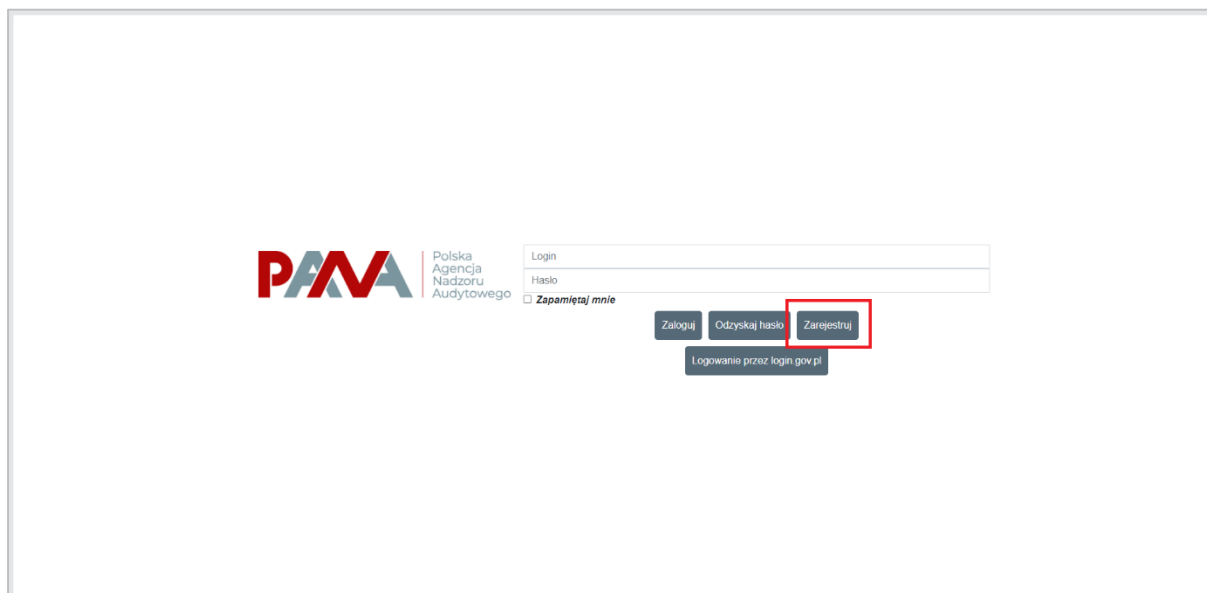 PANA
Polska
Agencja
Nadzoru
Audytowego
Login
Hasło
Zapamiętaj mnie
Zaloguj Odzyskaj hasło Zarejestruj
Logowanie przez login.gov.pl